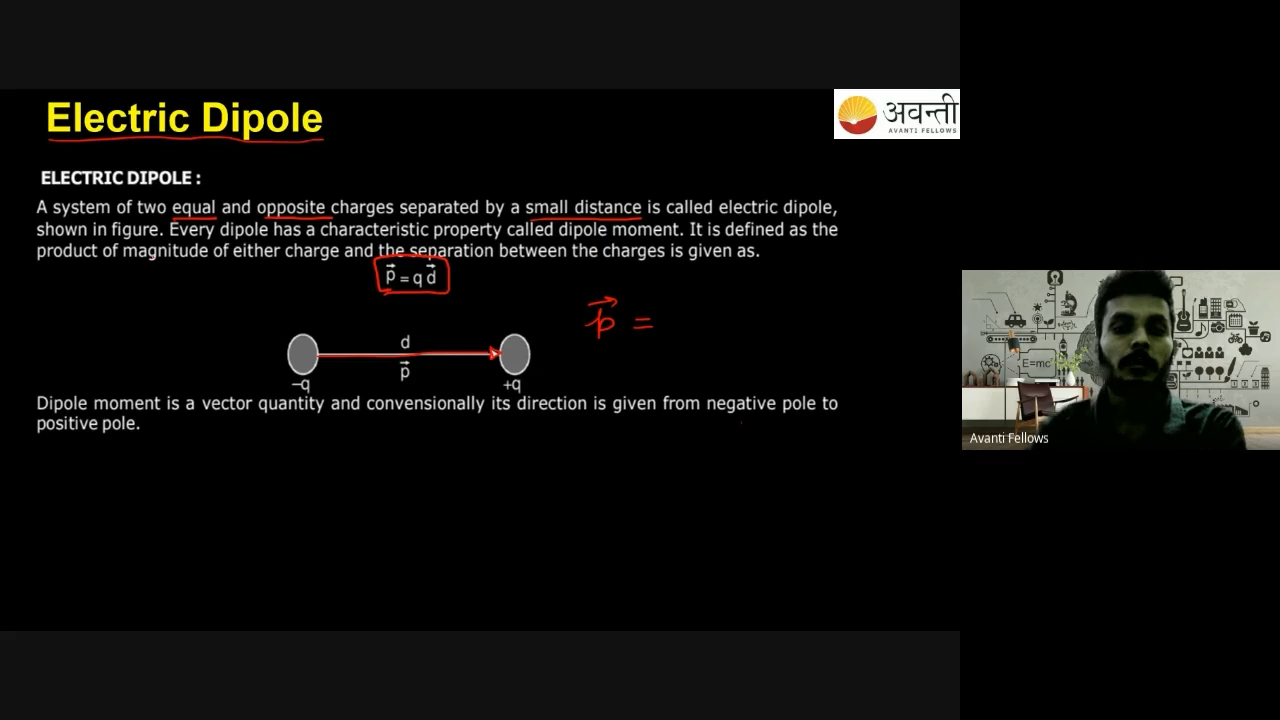 Electric Dipole
अवन्ती
AVANTI FELLOWS
ELECTRIC DIPOLE :
A system of two equal and opposite charges separated by a small distance is called electric dipole,
shown in figure. Every dipole has a characteristic property called dipole moment. It is defined as the
product of magnitude of either charge and the separation between the charges is given as.
p⃗ = q d⃗
p⃗ =
d
p⃗
–q
+q
Dipole moment is a vector quantity and convensionally its direction is given from negative pole to
positive pole.
E=mc²
Avanti Fellows